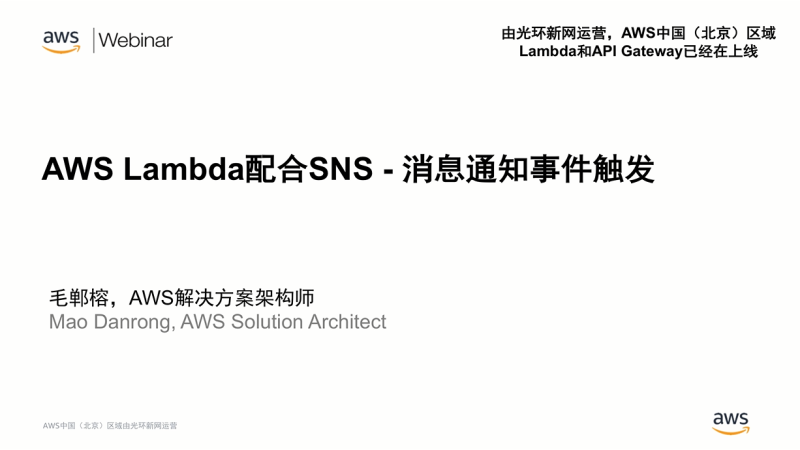 aws Webinar
由光环新网运营，AWS中国（北京）区域
Lambda和API Gateway已经在上线
AWS Lambda配合SNS - 消息通知事件触发
毛郸榕，AWS解决方案架构师
Mao Danrong, AWS Solution Architect
AWS中国（北京）区域由光环新网运营
aws